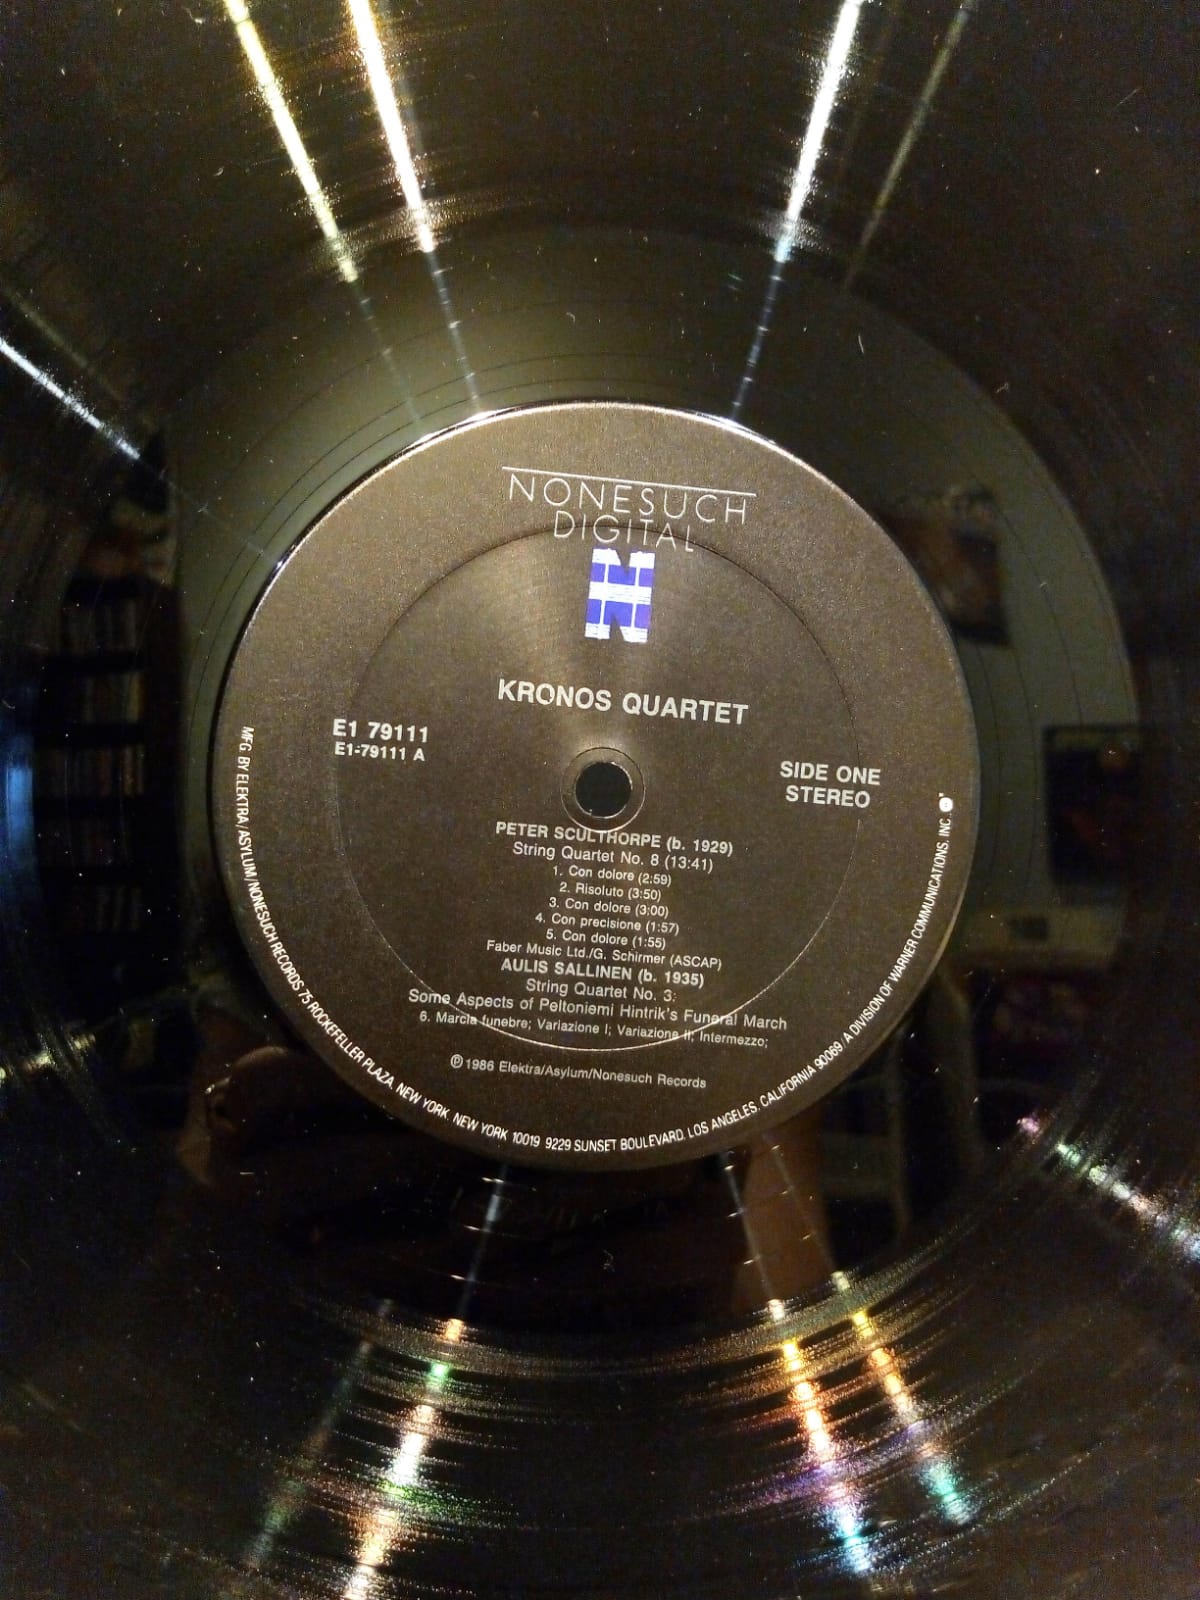 NONESUCH
DIGITAL
N
KRONOS QUARTET
E1 79111
E1-79111 A
SIDE ONE
STEREO
PETER SCULTHORPE (b. 1929)
String Quartet No. 8 (13:41)
1. Con dolore (2:59)
2. Risoluto (3:50)
3. Con dolore (3:00)
4. Con precisione (1:57)
5. Con dolore (1:55)
Faber Music Ltd./G. Schirmer (ASCAP)
AULIS SALLINEN (b. 1935)
String Quartet No. 3:
Some Aspects of Peltoniemi Hintrik's Funeral March
6. Marcia funebre; Variazione I; Variazione II; Intermezzo;
℗ 1986 Elektra/Asylum/Nonesuch Records
MFG. BY ELEKTRA/ASYLUM/NONESUCH RECORDS 75 ROCKEFELLER PLAZA, NEW YORK, NEW YORK 10019 9229 SUNSET BOULEVARD, LOS ANGELES, CALIFORNIA 90069/A DIVISION OF WARNER COMMUNICATIONS, INC.